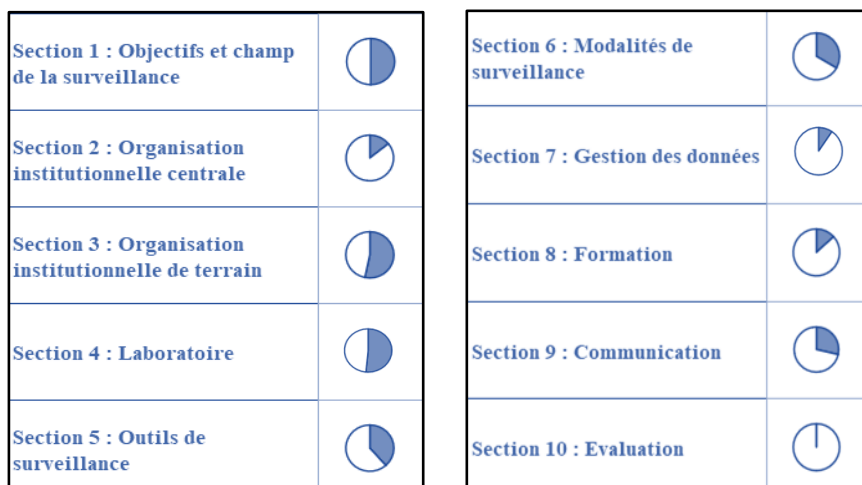 Section 1 : Objectifs et champ
de la surveillance
Section 2 : Organisation
institutionnelle centrale
Section 3 : Organisation
institutionnelle de terrain
Section 4 : Laboratoire
Section 5 : Outils de
surveillance
Section 6 : Modalités de
surveillance
Section 7 : Gestion des données
Section 8 : Formation
Section 9 : Communication
Section 10 : Evaluation